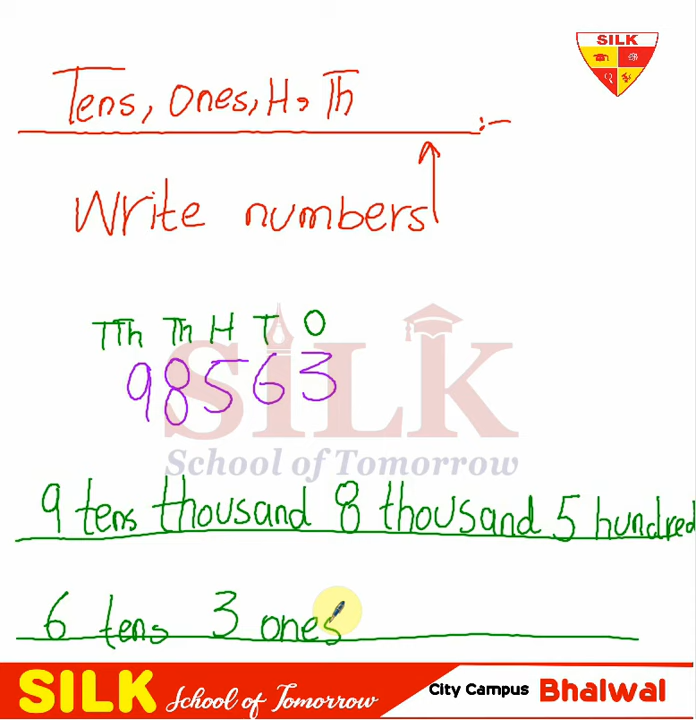 SILK
Tens, Ones, H, Th :-
Write numbers
TTh Th H T O
98563
SiLK
School of Tomorrow
9 tens thousand 8 thousand 5 hundred
6 tens 3 ones
SILK School of Tomorrow City Campus Bhalwal